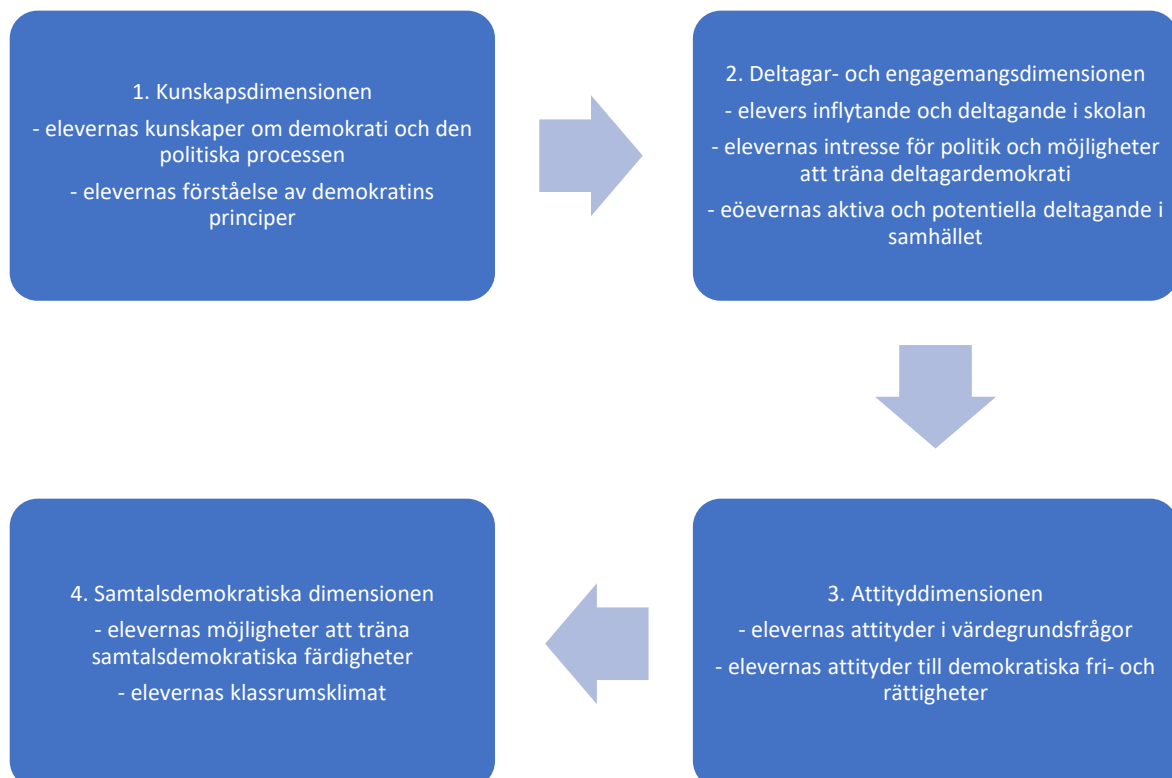 1. Kunskapsdimensionen
- elevernas kunskaper om demokrati och den
politiska processen
- elevernas förståelse av demokratins
principer
2. Deltagar- och engagemangsdimensionen
- elevers inflytande och deltagande i skolan
- elevernas intresse för politik och möjligheter
att träna deltagardemokrati
- eöevernas aktiva och potentiella deltagande i
samhället
3. Attityddimensionen
- elevernas attityder i värdegrundsfrågor
- elevernas attityder till demokratiska fri- och
rättigheter
4. Samtalsdemokratiska dimensionen
- elevernas möjligheter att träna
samtalsdemokratiska färdigheter
- elevernas klassrumsklimat